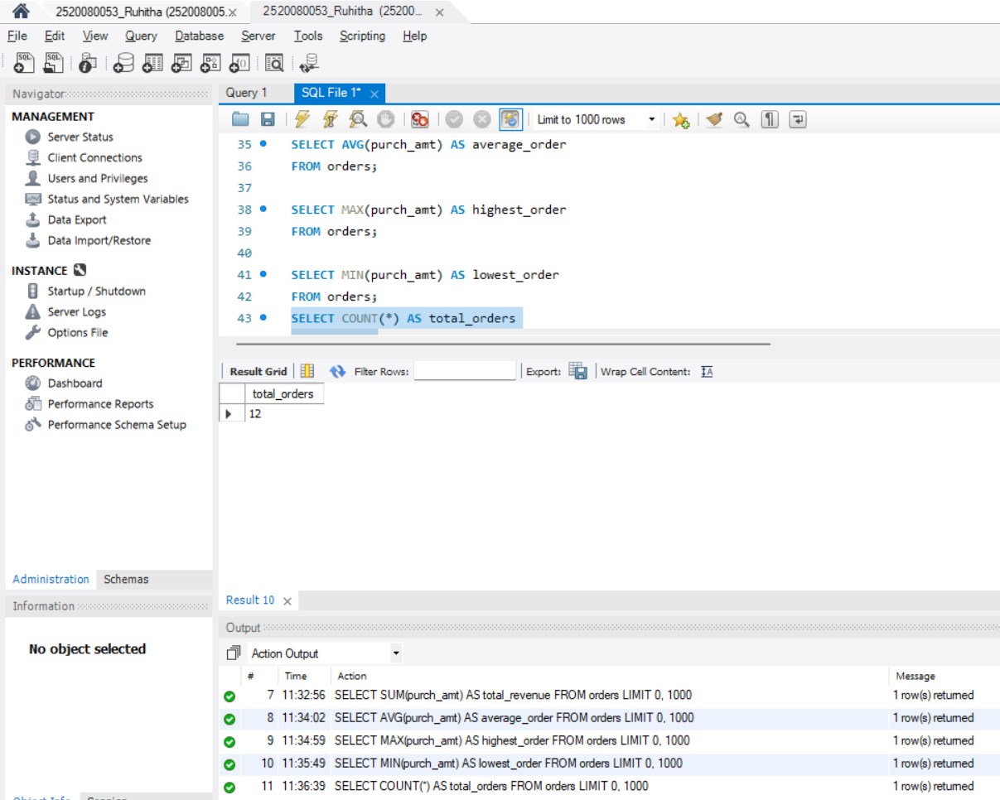 2520080053_Ruhitha (252008005.x
2520080053_Ruhitha (25200... x
File Edit View Query Database Server Tools Scripting Help
Navigator
MANAGEMENT
Server Status
Client Connections
Users and Privileges
Status and System Variables
Data Export
Data Import/Restore
INSTANCE
Startup / Shutdown
Server Logs
Options File
PERFORMANCE
Dashboard
Performance Reports
Performance Schema Setup
Administration Schemas
Information
No object selected
Query 1 SQL File 1* x
Limit to 1000 rows
35 SELECT AVG(purch_amt) AS average_order
36 FROM orders;
37
38 SELECT MAX(purch_amt) AS highest_order
39 FROM orders;
40
41 SELECT MIN(purch_amt) AS lowest_order
42 FROM orders;
43 SELECT COUNT(*) AS total_orders
Result Grid Filter Rows: Export: Wrap Cell Content:
total_orders
12
Result 10 x
Output
Action Output
# Time Action Message
7 11:32:56 SELECT SUM(purch_amt) AS total_revenue FROM orders LIMIT 0, 1000 1 row(s) returned
8 11:34:02 SELECT AVG(purch_amt) AS average_order FROM orders LIMIT 0, 1000 1 row(s) returned
9 11:34:59 SELECT MAX(purch_amt) AS highest_order FROM orders LIMIT 0, 1000 1 row(s) returned
10 11:35:49 SELECT MIN(purch_amt) AS lowest_order FROM orders LIMIT 0, 1000 1 row(s) returned
11 11:36:39 SELECT COUNT(*) AS total_orders FROM orders LIMIT 0, 1000 1 row(s) returned